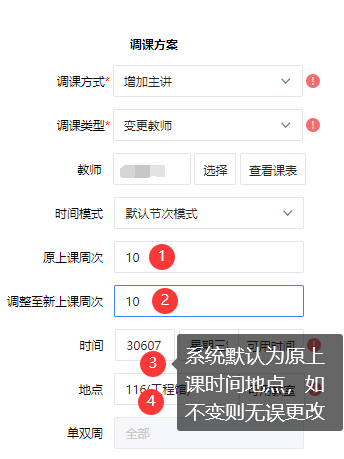 调课方案
调课方式* 增加主讲 !
调课类型* 变更教师 !
教师 选择 查看课表
时间模式 默认节次模式
原上课周次 10 1
调整至新上课周次 10 2
时间 30607 星期三 可用时间
3 系统默认为原上
地点 116(工程馆) 课时间地点，如
4 不变则无误更改
单双周 全部